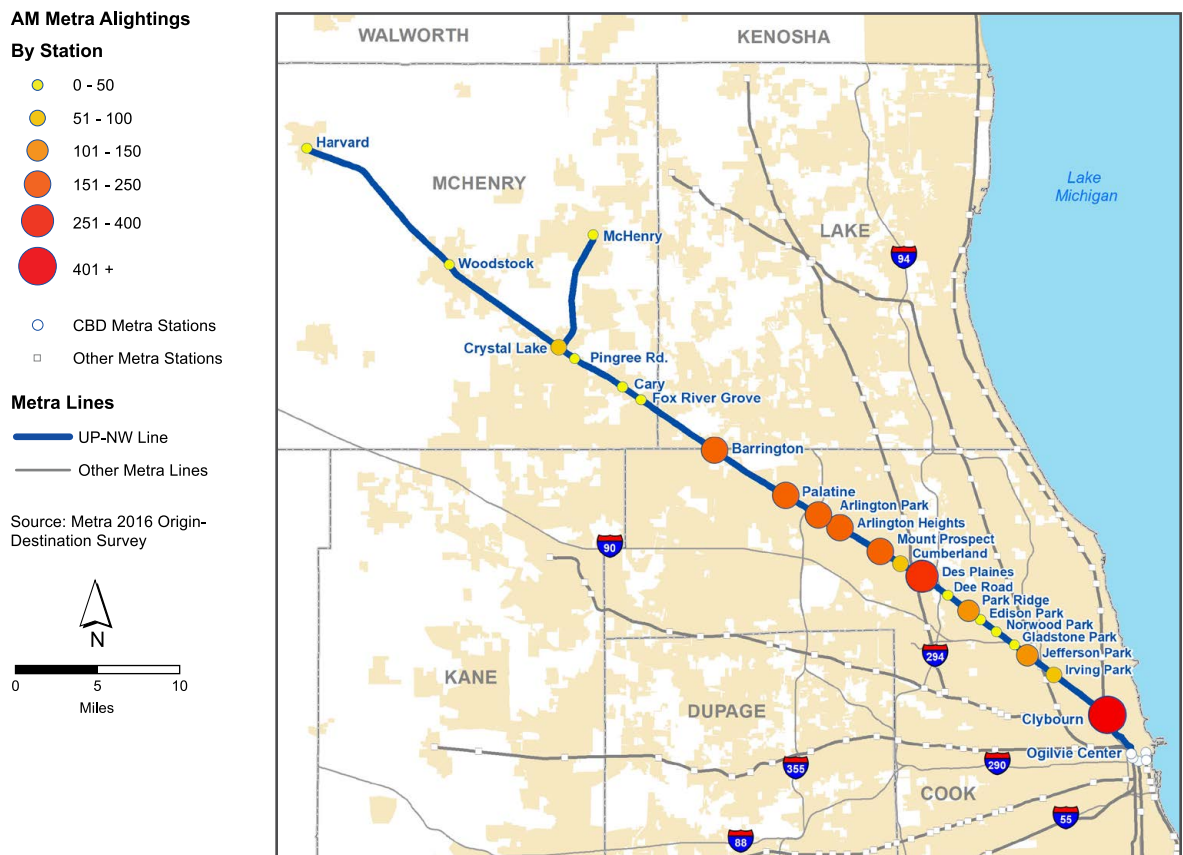 AM Metra Alightings
By Station
0 - 50
51 - 100
101 - 150
151 - 250
251 - 400
401 +
CBD Metra Stations
Other Metra Stations
Metra Lines
UP-NW Line
Other Metra Lines
Source: Metra 2016 Origin-
Destination Survey
N
0 5 10
Miles
WALWORTH
KENOSHA
Harvard
MCHENRY
Lake
Michigan
McHenry
LAKE
94
Woodstock
Crystal Lake
Pingree Rd.
Cary
Fox River Grove
Barrington
Palatine
Arlington Park
Arlington Heights
Mount Prospect
Cumberland
90
Des Plaines
Dee Road
Park Ridge
Edison Park
Norwood Park
Gladstone Park
Jefferson Park
294
Irving Park
KANE
DUPAGE
Clybourn
Ogilvie Center
355
290
COOK
55
88